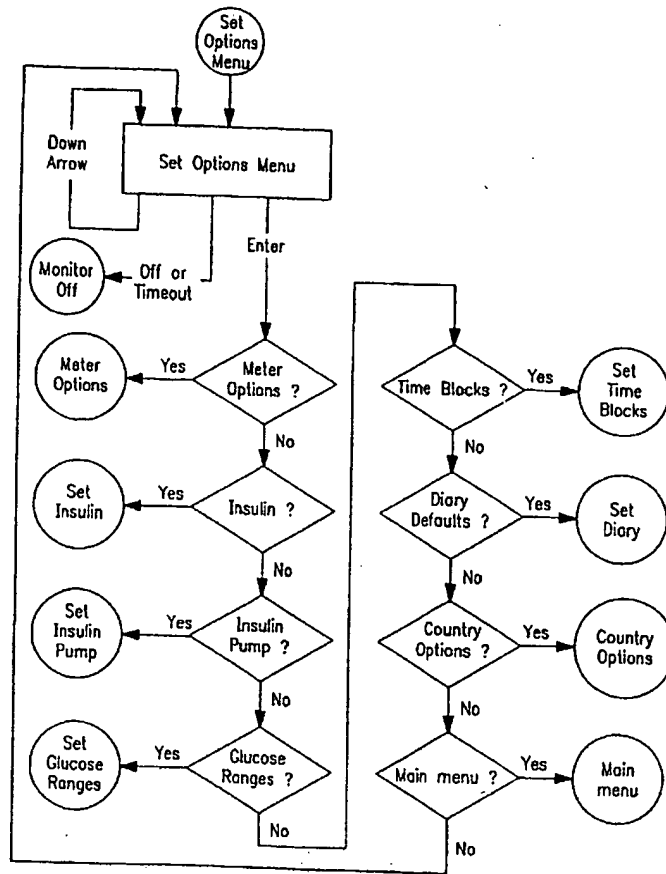 Set
Options
Menu
Down
Arrow
Set Options Menu
Enter
Monitor
Off
Off or
Timeout
Meter
Options
Yes
Meter
Options ?
No
Set
Insulin
Yes
Insulin ?
No
Set
Insulin
Pump
Yes
Insulin
Pump ?
No
Set
Glucose
Ranges
Yes
Glucose
Ranges ?
No
Time Blocks ?
Yes
Set
Time
Blocks
No
Diary
Defaults ?
Yes
Set
Diary
No
Country
Options ?
Yes
Country
Options
No
Main menu ?
Yes
Main
menu
No